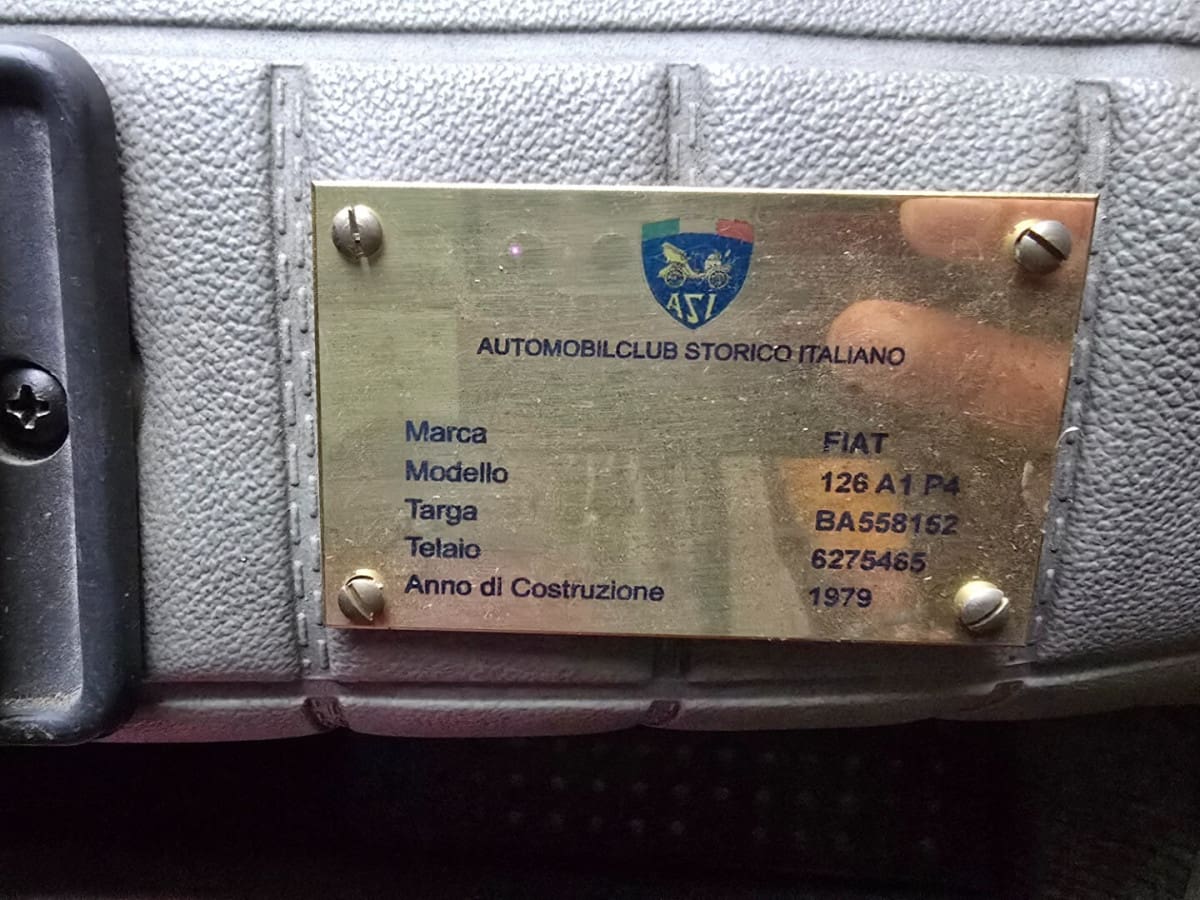 ASI
AUTOMOBILCLUB STORICO ITALIANO
Marca FIAT
Modello 126 A1 P4
Targa BA558152
Telaio 6275465
Anno di Costruzione 1979